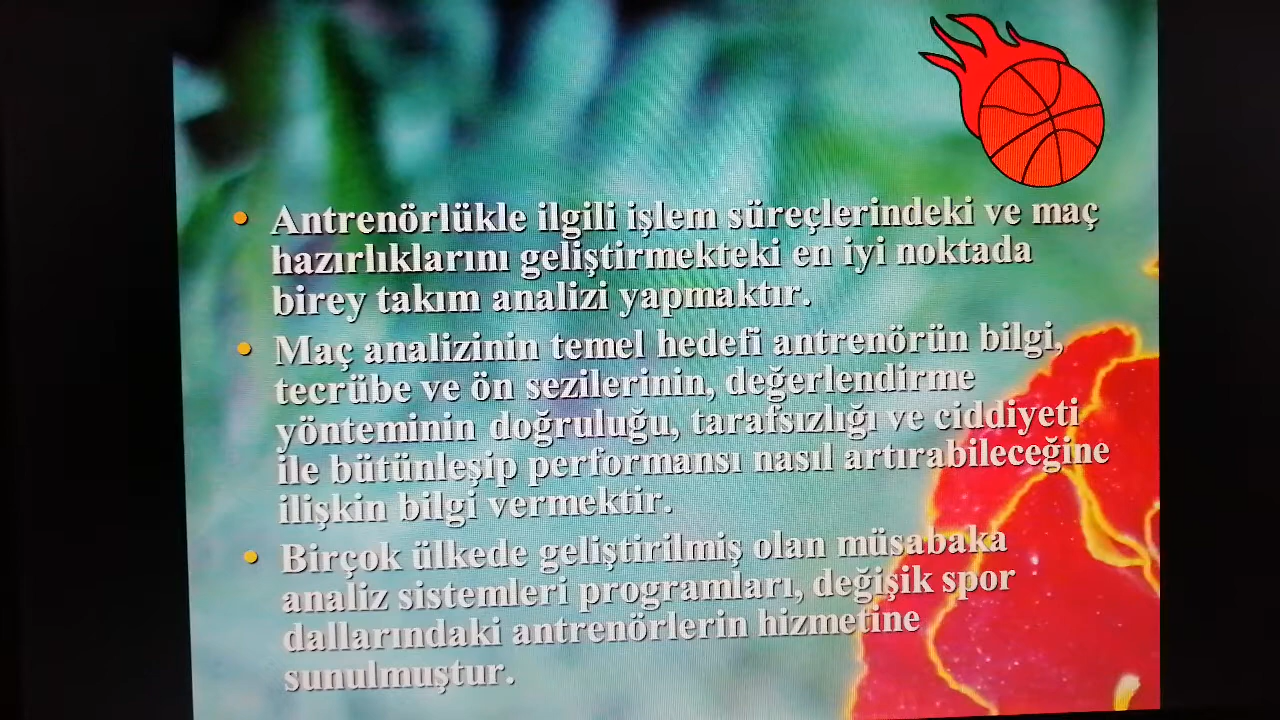 • Antrenörlükle ilgili işlem süreçlerindeki ve maç
hazırlıklarını geliştirmekteki en iyi noktada
birey takım analizi yapmaktır.
• Maç analizinin temel hedefi antrenörün bilgi,
tecrübe ve ön sezilerinin, değerlendirme
yönteminin doğruluğu, tarafsızlığı ve ciddiyeti
ile bütünleşip performansı nasıl artırabileceğine
ilişkin bilgi vermektir.
• Birçok ülkede geliştirilmiş olan müsabaka
analiz sistemleri programları, değişik spor
dallarındaki antrenörlerin hizmetine
sunulmuştur.